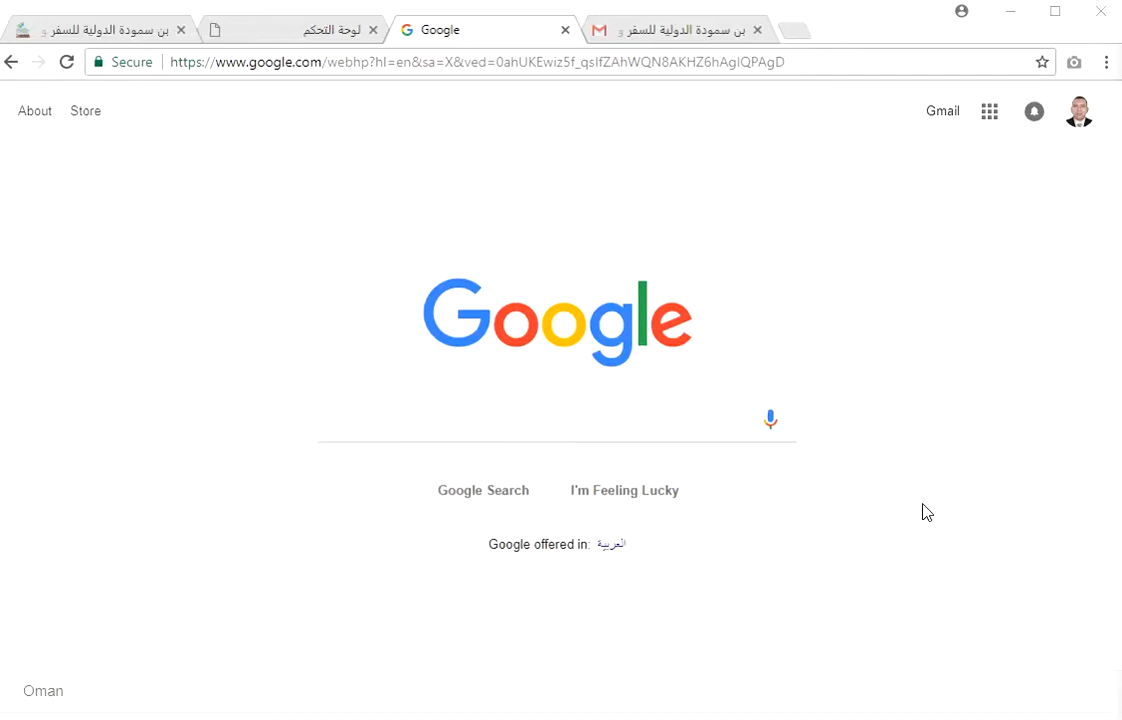 بن سمودة الدولية للسفر و
لوحة التحكم
Google
بن سمودة الدولية للسفر و
Secure
https://www.google.com/webhp?hl=en&sa=X&ved=0ahUKEwiz5f_qsIfZAhWQN8AKHZ6hAgIQPAgD
About Store
Gmail
Google
Google Search I'm Feeling Lucky
Google offered in: العربية
Oman